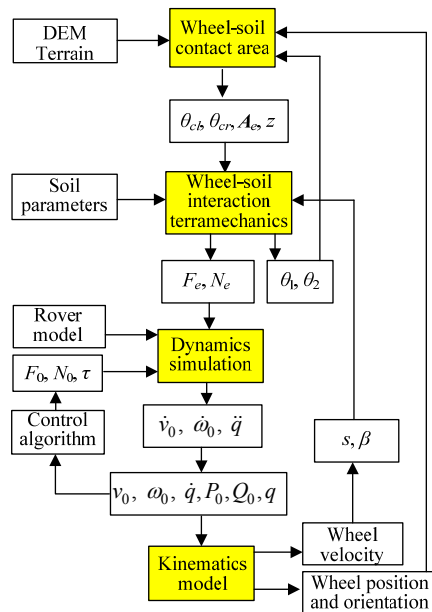 DEM
Terrain
Wheel-soil
contact area
θcl, θcr, Ae, z
Soil
parameters
Wheel-soil
interaction
terramechanics
Fe, Ne
θ1, θ2
Rover
model
Dynamics
simulation
F0, N0, τ
Control
algorithm
v̇0, ω̇0, q̈
s, β
v0, ω0, q̇, P0, Q0, q
Wheel
velocity
Kinematics
model
Wheel position
and orientation